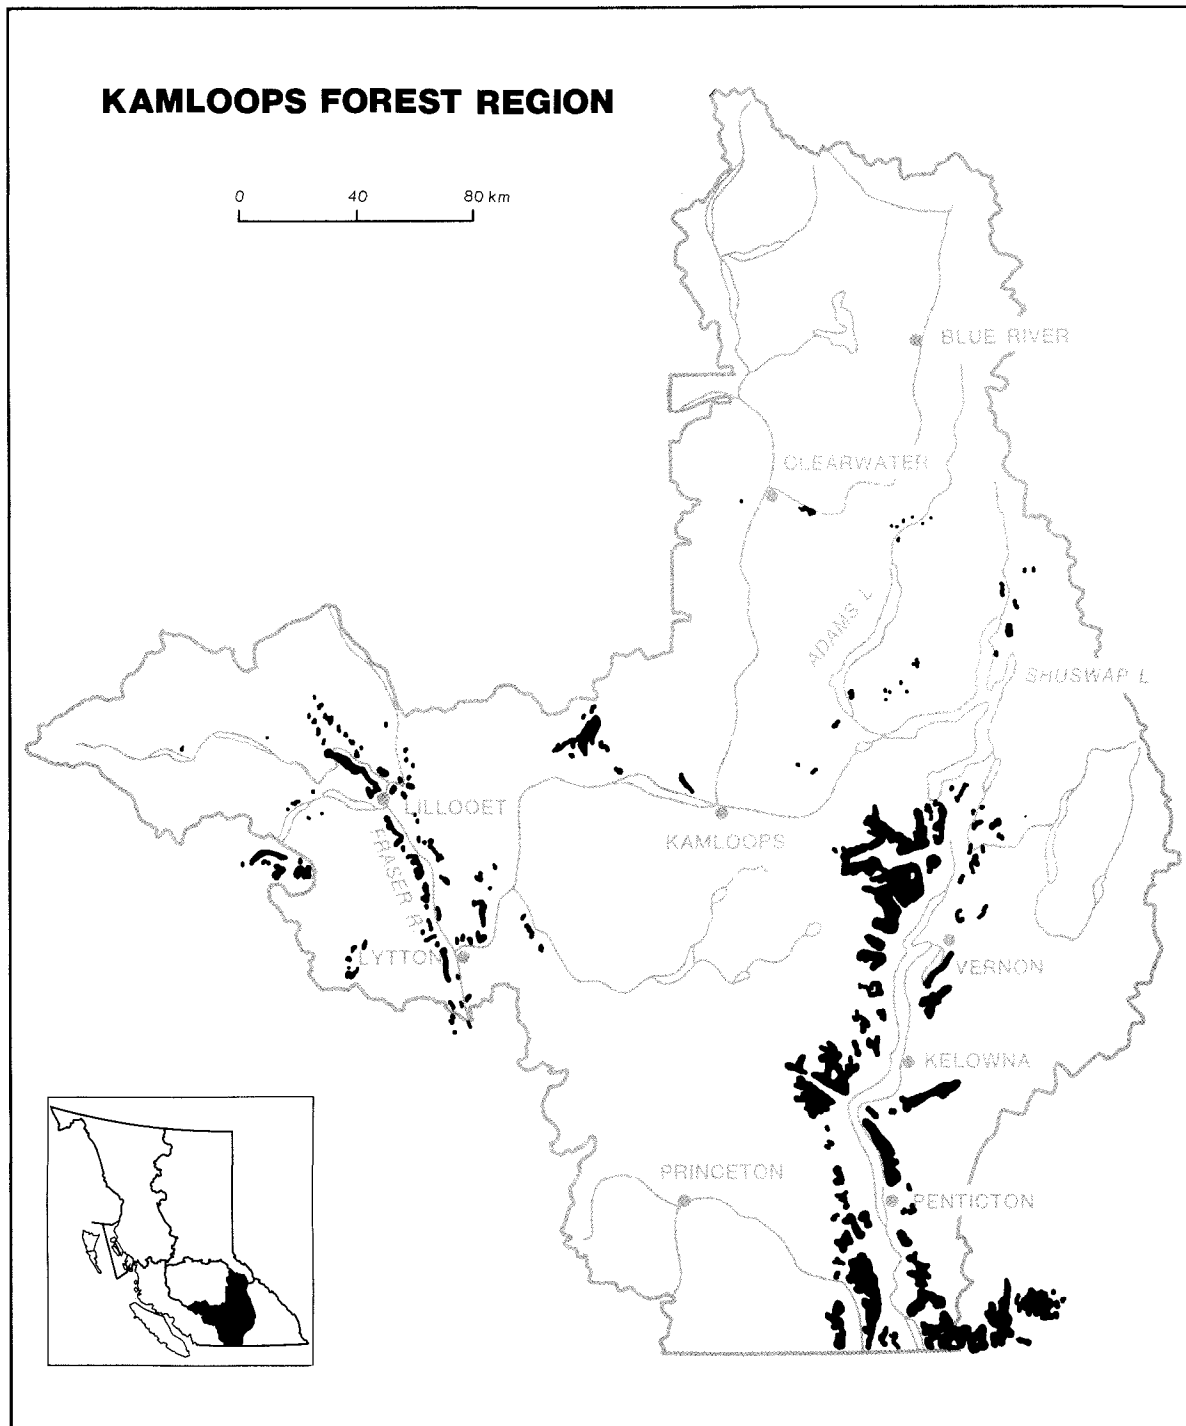 KAMLOOPS FOREST REGION
0 40 80 km
BLUE RIVER
CLEARWATER
ADAMS L
SHUSWAP L
LILLOOET
KAMLOOPS
FRASER R
LYTTON
VERNON
KELOWNA
PRINCETON
PENTICTON